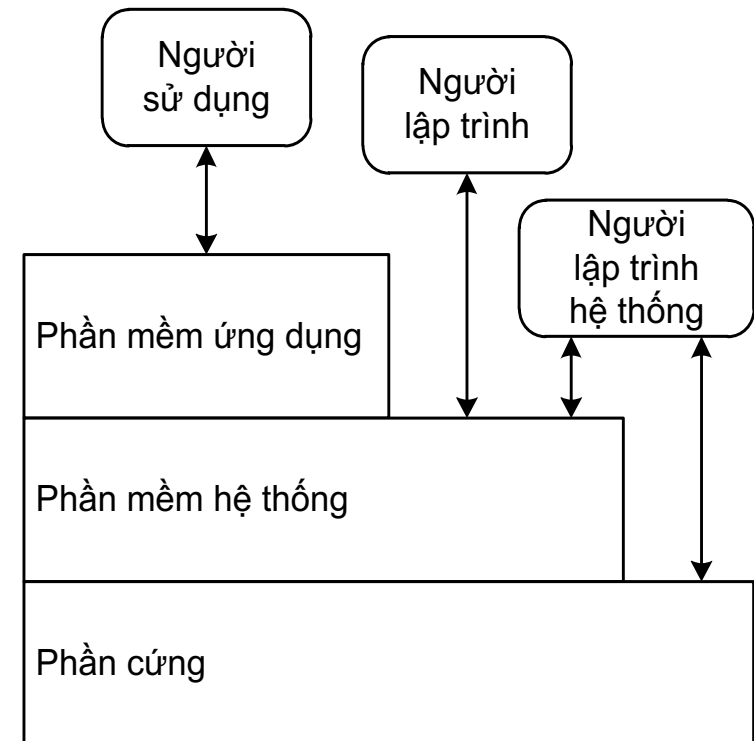 Người
sử dụng
Người
lập trình
Người
lập trình
hệ thống
Phần mềm ứng dụng
Phần mềm hệ thống
Phần cứng